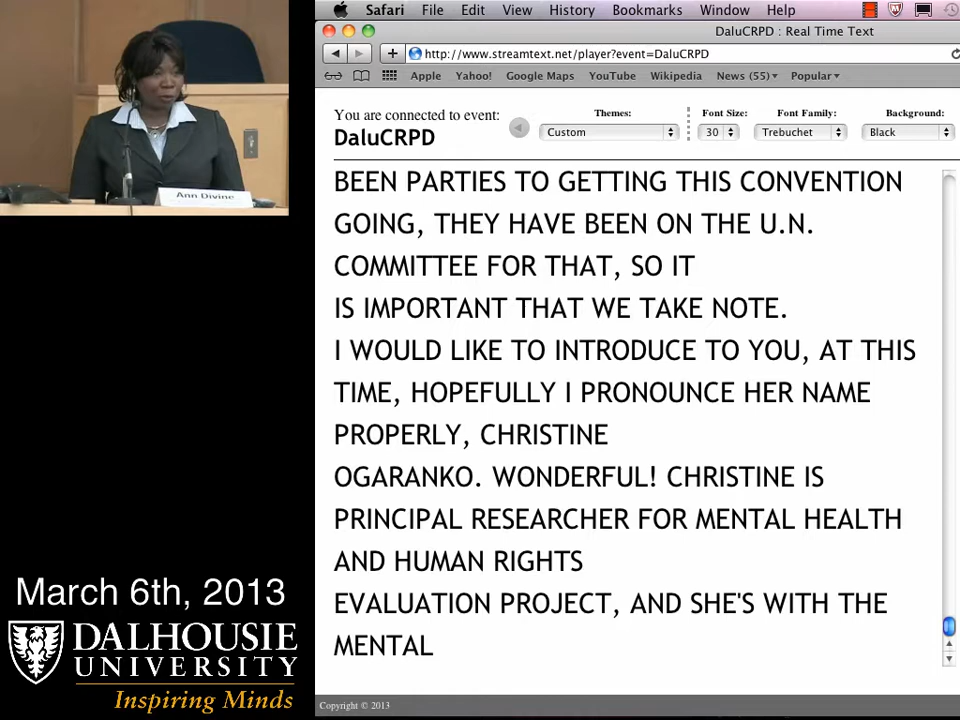 Ann Divine
March 6th, 2013
DALHOUSIE
UNIVERSITY
Inspiring Minds
Safari File Edit View History Bookmarks Window Help
DaluCRPD : Real Time Text
http://www.streamtext.net/player?event=DaluCRPD
Apple Yahoo! Google Maps YouTube Wikipedia News (55) Popular
You are connected to event:
DaluCRPD
Themes: Font Size: Font Family: Background:
Custom 30 Trebuchet Black
BEEN PARTIES TO GETTING THIS CONVENTION
GOING, THEY HAVE BEEN ON THE U.N.
COMMITTEE FOR THAT, SO IT
IS IMPORTANT THAT WE TAKE NOTE.
I WOULD LIKE TO INTRODUCE TO YOU, AT THIS
TIME, HOPEFULLY I PRONOUNCE HER NAME
PROPERLY, CHRISTINE
OGARANKO. WONDERFUL! CHRISTINE IS
PRINCIPAL RESEARCHER FOR MENTAL HEALTH
AND HUMAN RIGHTS
EVALUATION PROJECT, AND SHE'S WITH THE
MENTAL
Copyright © 2013